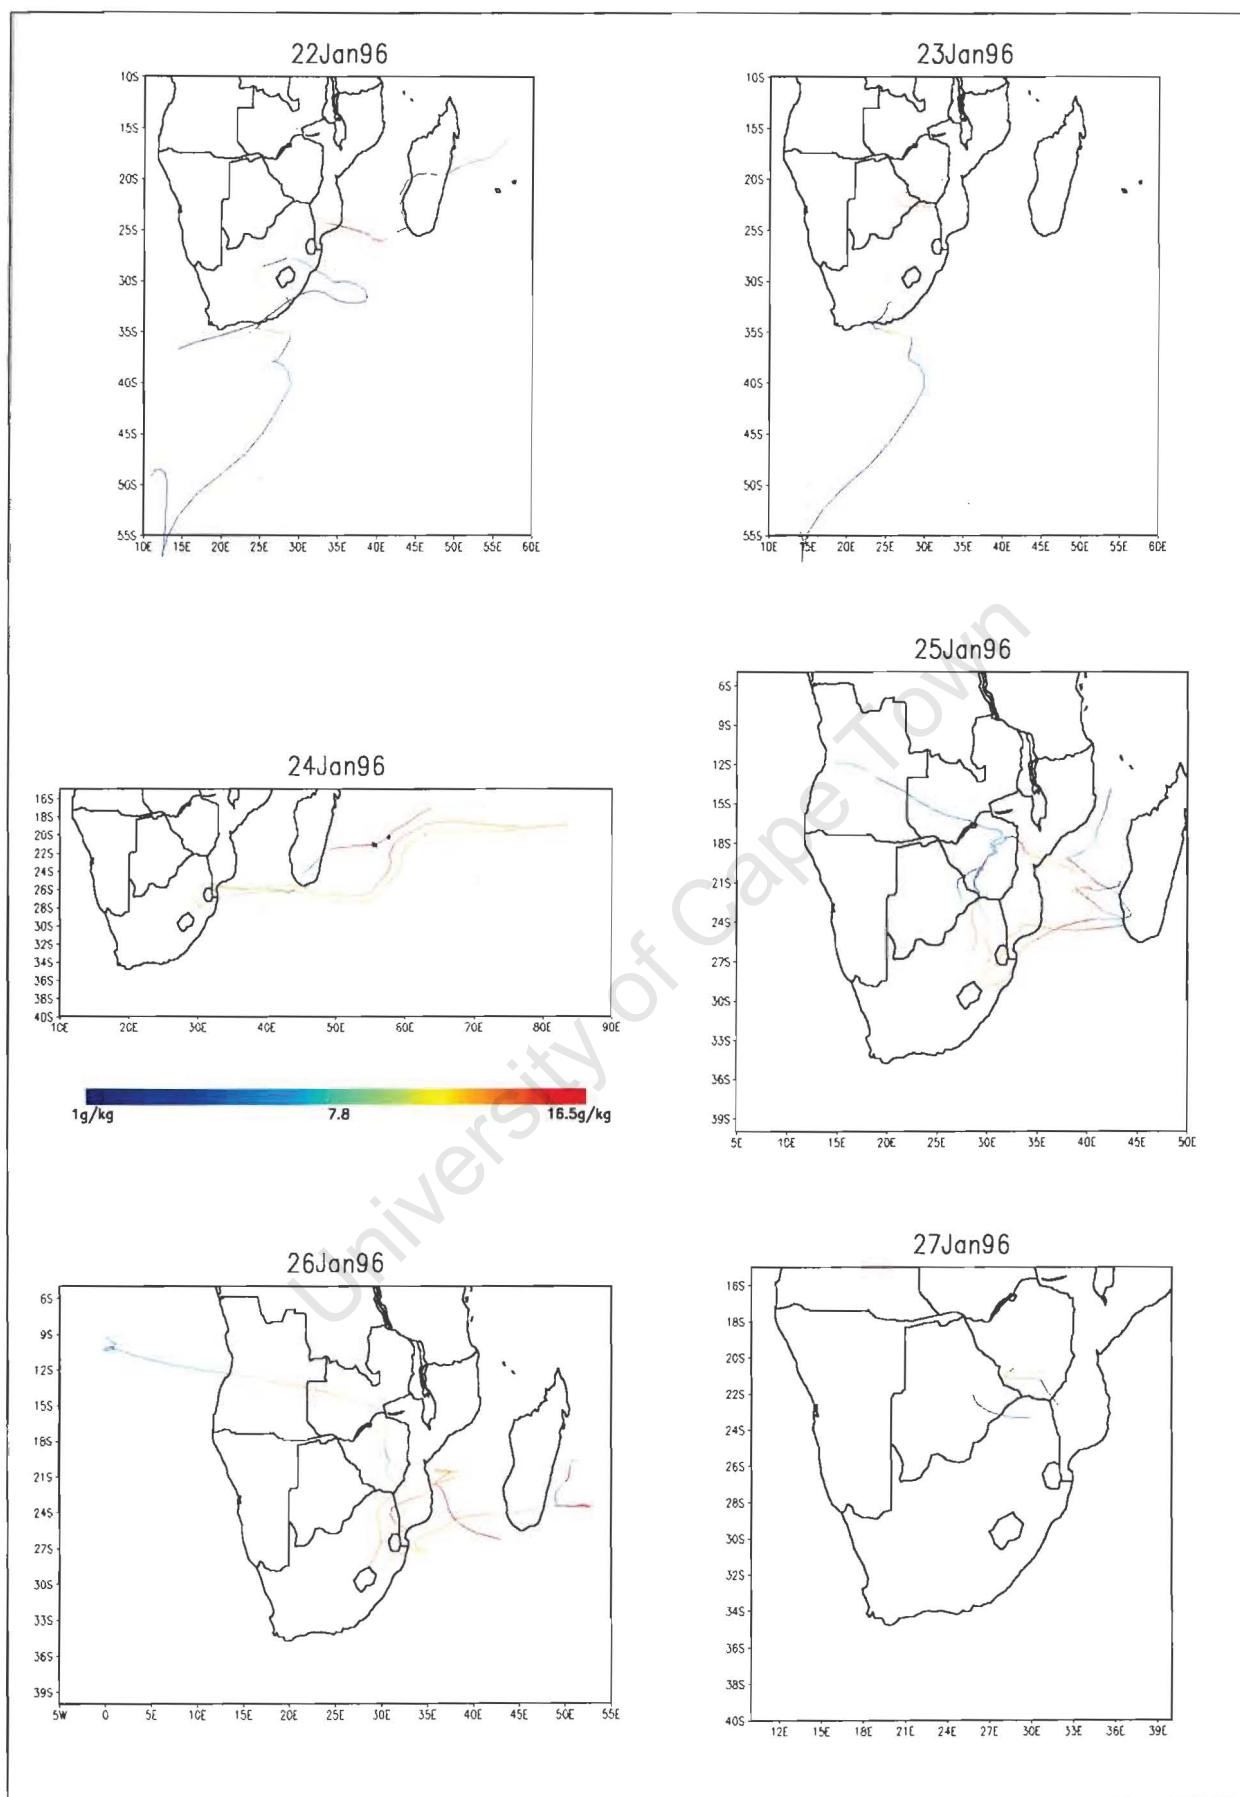 22Jan96
10S
15S
20S
25S
30S
35S
40S
45S
50S
55S
10E 15E 20E 25E 30E 35E 40E 45E 50E 55E 60E
23Jan96
10S
15S
20S
25S
30S
35S
40S
45S
50S
55S
10E 15E 20E 25E 30E 35E 40E 45E 50E 55E 60E
24Jan96
16S
18S
20S
22S
24S
26S
28S
30S
32S
34S
36S
38S
40S
10E 20E 30E 40E 50E 60E 70E 80E 90E
1g/kg 7.8 16.5g/kg
25Jan96
6S
9S
12S
15S
18S
21S
24S
27S
30S
33S
36S
39S
5E 10E 15E 20E 25E 30E 35E 40E 45E 50E
26Jan96
6S
9S
12S
15S
18S
21S
24S
27S
30S
33S
36S
39S
5W 0 5E 10E 15E 20E 25E 30E 35E 40E 45E 50E 55E
27Jan96
16S
18S
20S
22S
24S
26S
28S
30S
32S
34S
36S
38S
40S
12E 15E 18E 21E 24E 27E 30E 33E 36E 39E
University of Cape Town